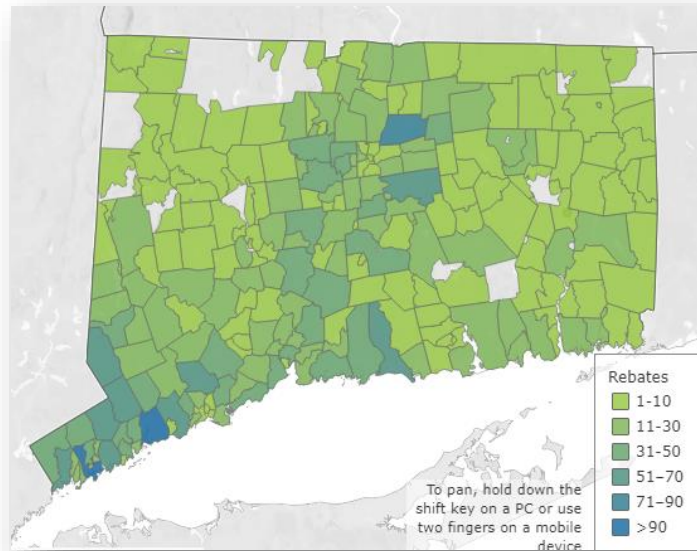 Rebates
1-10
11-30
31-50
51–70
71–90
>90
To pan, hold down the
shift key on a PC or use
two fingers on a mobile
device